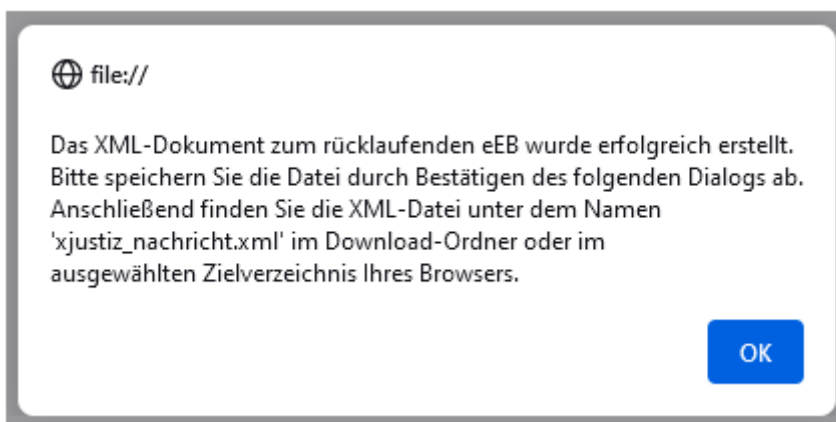 file://
Das XML-Dokument zum rücklaufenden eEB wurde erfolgreich erstellt.
Bitte speichern Sie die Datei durch Bestätigen des folgenden Dialogs ab.
Anschließend finden Sie die XML-Datei unter dem Namen
'xjustiz_nachricht.xml' im Download-Ordner oder im
ausgewählten Zielverzeichnis Ihres Browsers.
OK